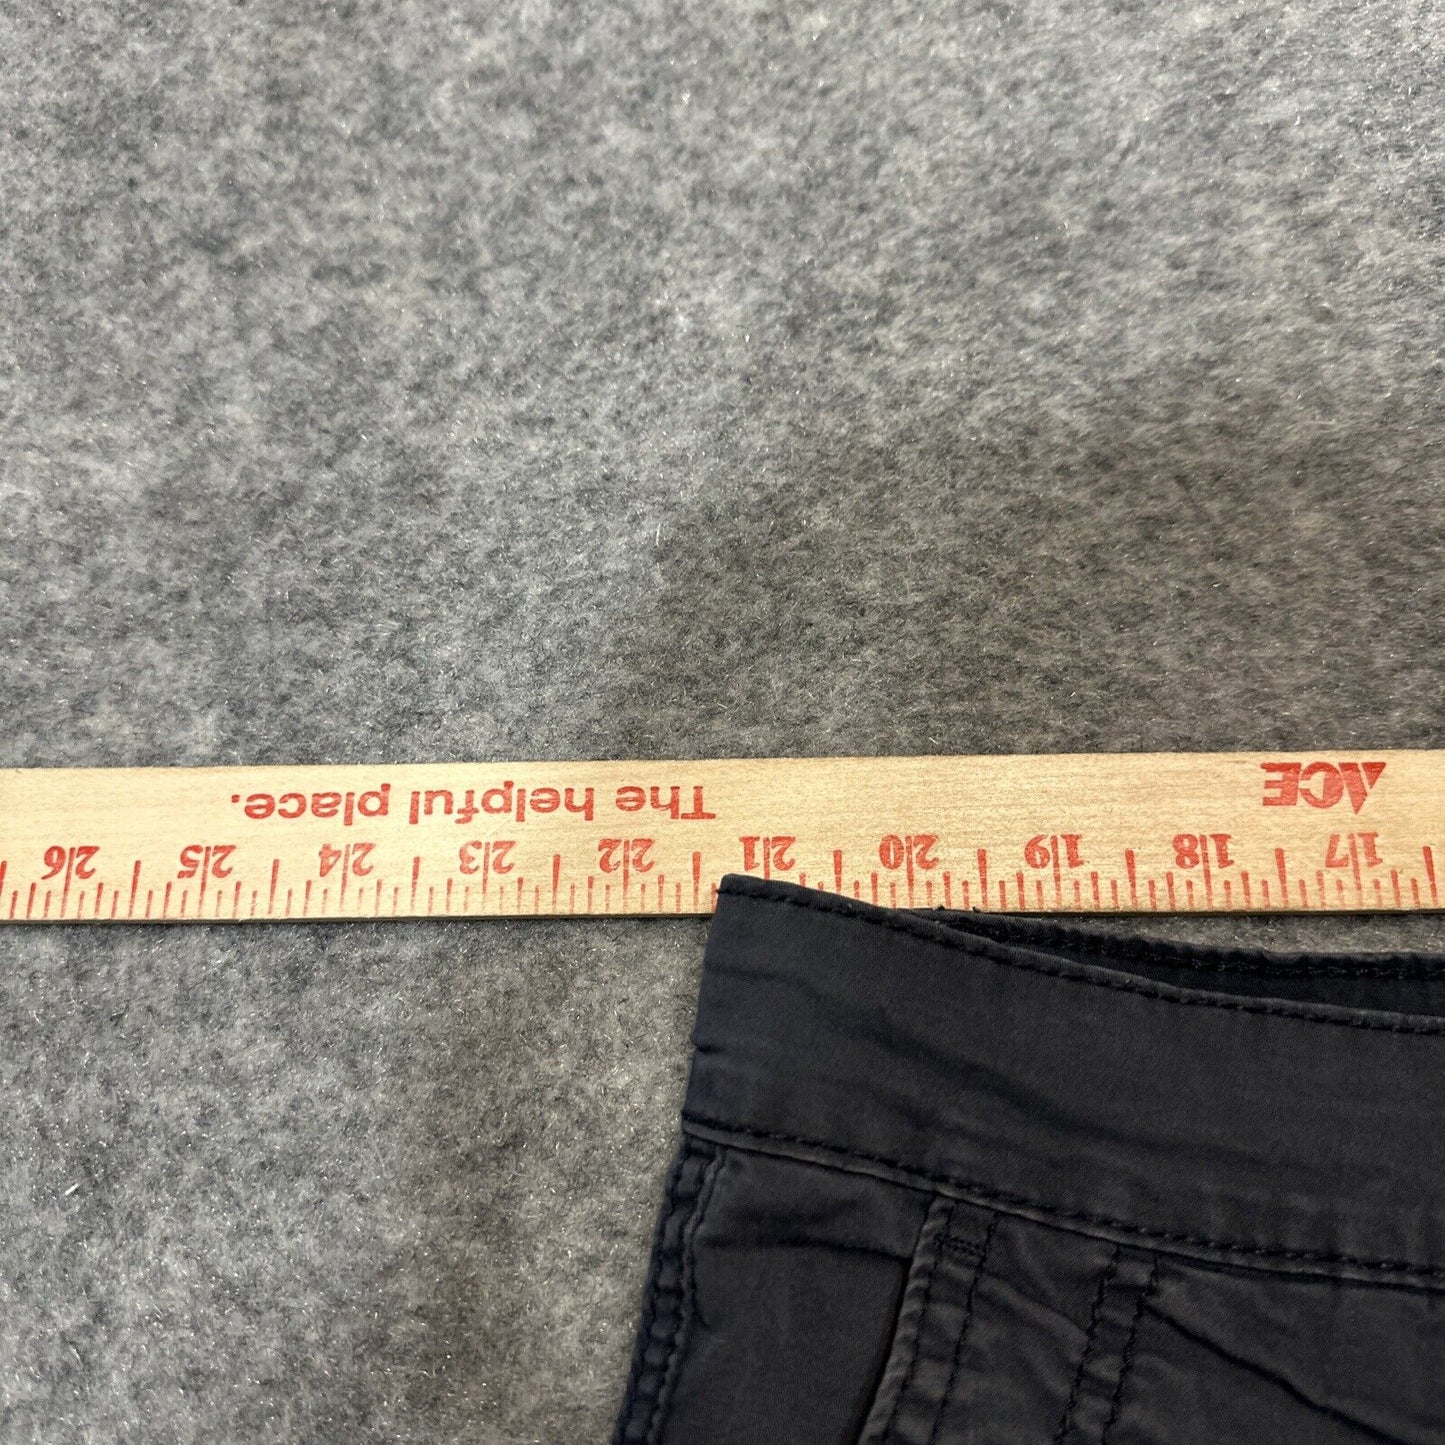 ACE The helpful place.
17 18 19 20 21 22 23 24 25 26